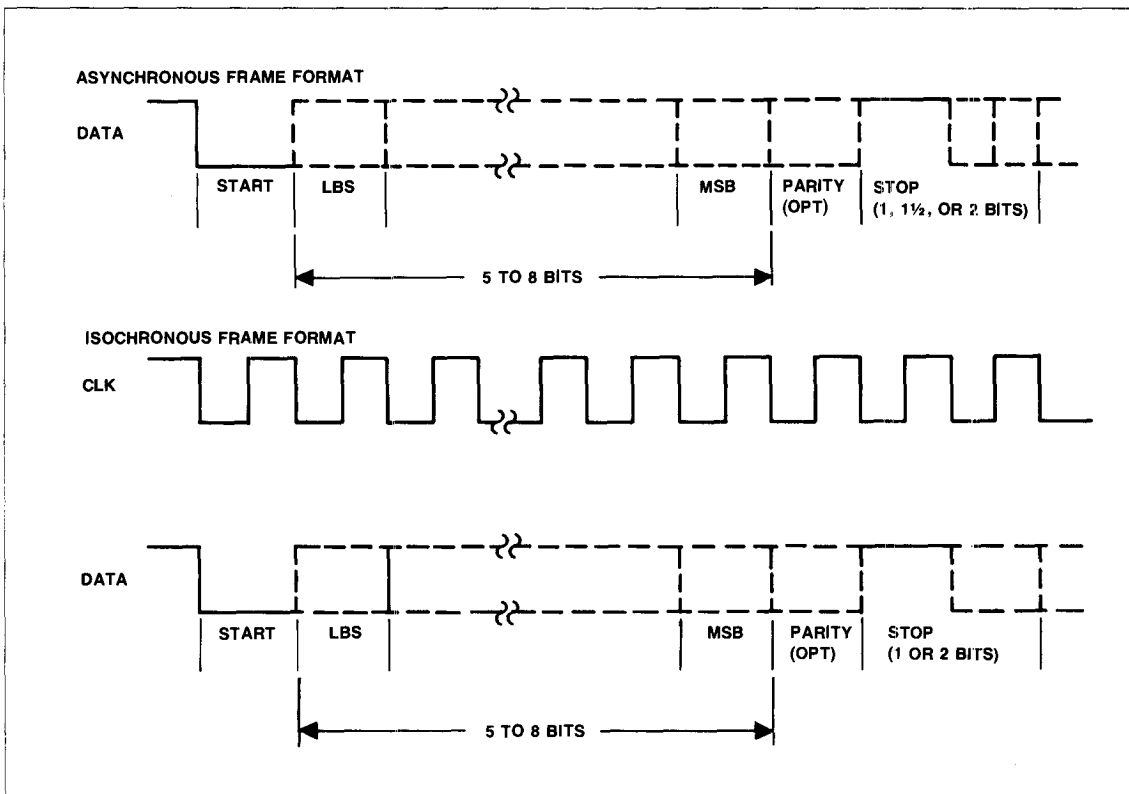 ASYNCHRONOUS FRAME FORMAT
DATA
START LBS MSB PARITY (OPT) STOP (1, 1½, OR 2 BITS)
5 TO 8 BITS
ISOCHRONOUS FRAME FORMAT
CLK
DATA
START LBS MSB PARITY (OPT) STOP (1 OR 2 BITS)
5 TO 8 BITS